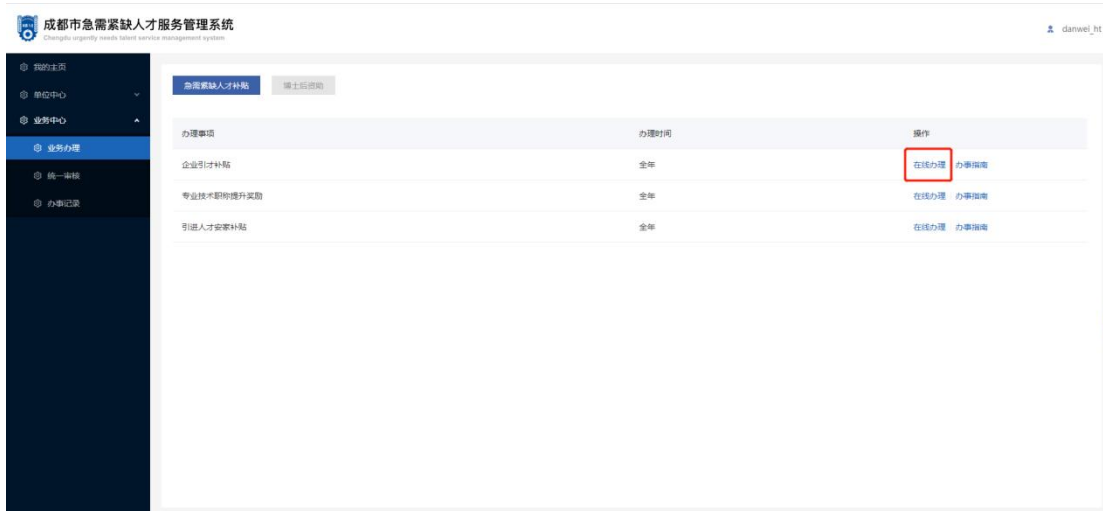 成都市急需紧缺人才服务管理系统
Chengdu urgently needs talent service management system
danwei_ht
我的主页
单位中心
业务中心
业务办理
统一审核
办事记录
急需紧缺人才补贴 博士后资助
办理事项 办理时间 操作
企业引才补贴 全年 在线办理 办事指南
专业技术职称提升奖励 全年 在线办理 办事指南
引进人才安家补贴 全年 在线办理 办事指南